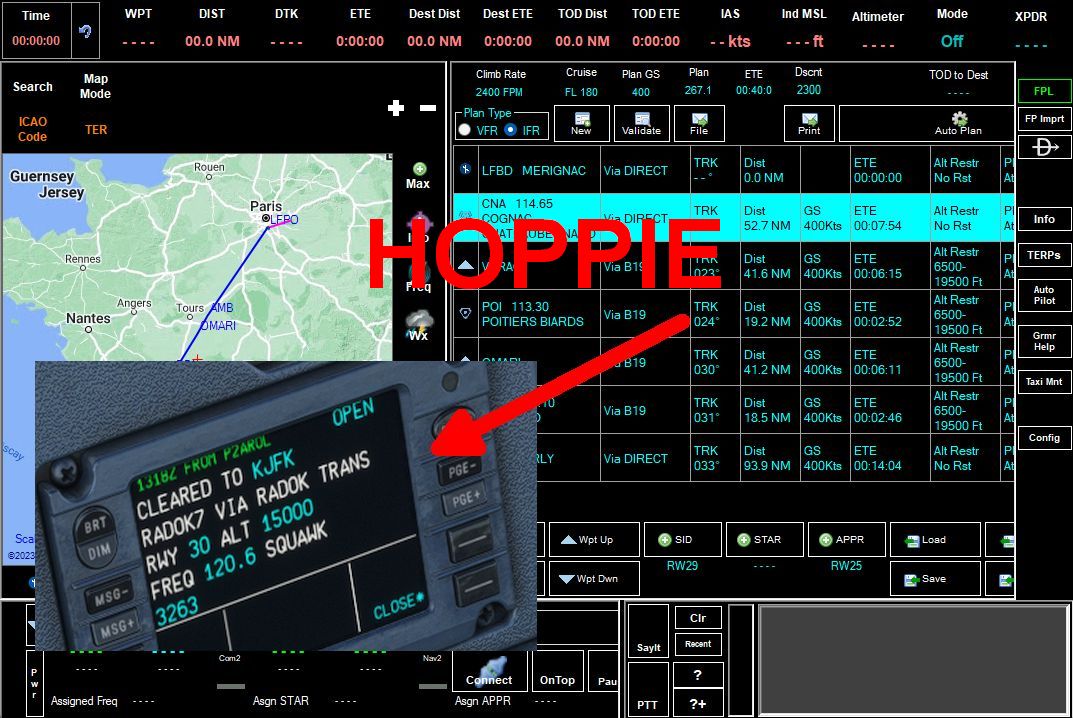 Time
WPT
DIST
DTK
ETE
Dest Dist
Dest ETE
TOD Dist
TOD ETE
IAS
Ind MSL
Altimeter
Mode
XPDR
00:00:00
- - - -
00.0 NM
- - - -
0:00:00
00.0 NM
0:00:00
00.0 NM
0:00:00
- - kts
- - - ft
- - - -
Off
- - - -
Search
Map
Mode
ICAO
Code
TER
Max
Freq
Wx
Guernsey
Jersey
Rouen
Paris
LFPO
Rennes
Angers
Nantes
Tours
AMB
OMARI
Climb Rate
Cruise
Plan GS
Plan
ETE
Dscnt
TOD to Dest
2400 FPM
FL 180
400
267.1
00:40:0
2300
- - - -
Plan Type
VFR
IFR
New
Validate
File
Print
Auto Plan
LFBD MERIGNAC
Via DIRECT
TRK
- - °
Dist
0.0 NM
ETE
00:00:00
Alt Restr
No Rst
CNA 114.65
COGNAC
Via DIRECT
TRK
Dist
52.7 NM
GS
400Kts
ETE
00:07:54
Alt Restr
No Rst
HOPPIE
Via B19
TRK
023°
Dist
41.6 NM
GS
400Kts
ETE
00:06:15
Alt Restr
6500-
19500 Ft
POI 113.30
POITIERS BIARDS
Via B19
TRK
024°
Dist
19.2 NM
GS
400Kts
ETE
00:02:52
Alt Restr
6500-
19500 Ft
OMARI
Via B19
TRK
030°
Dist
41.2 NM
GS
400Kts
ETE
00:06:11
Alt Restr
6500-
19500 Ft
Via B19
TRK
031°
Dist
18.5 NM
GS
400Kts
ETE
00:02:46
Alt Restr
6500-
19500 Ft
Via DIRECT
TRK
033°
Dist
93.9 NM
GS
400Kts
ETE
00:14:04
Alt Restr
No Rst
FPL
FP Imprt
D
Info
TERPs
Auto
Pilot
Grmr
Help
Taxi Mnt
Config
OPEN
1318Z FROM P2AROL
CLEARED TO KJFK
RADOK7 VIA RADOK TRANS
RWY 30 ALT 15000
FREQ 120.6 SQUAWK
3263
CLOSE*
BRT
DIM
MSG-
MSG+
PGE-
PGE+
©2023
Wpt Up
SID
STAR
APPR
Load
RW29
- - - -
RW25
Wpt Dwn
Save
Com2
Nav2
Pwr
- - - -
- - - -
- - - -
- - - -
Assigned Freq
- - - -
Asgn STAR
- - - -
Asgn APPR
- - - -
Connect
OnTop
Pau
SayIt
Clr
Recent
PTT
?
?+